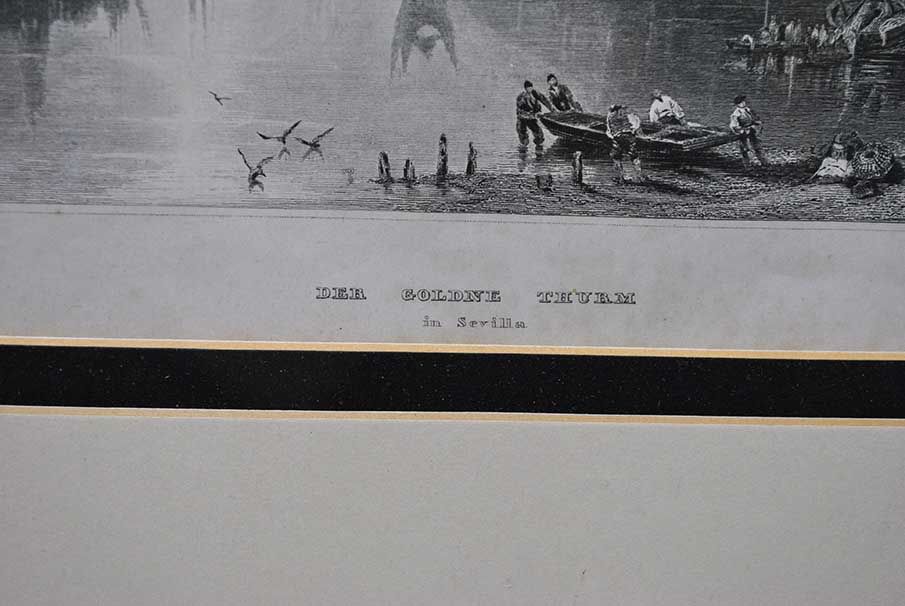 DER GOLDNE THURM
in Sevilla